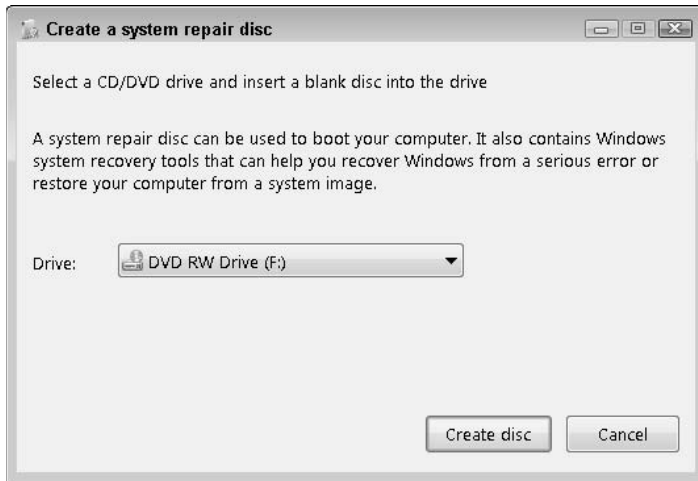 Create a system repair disc
Select a CD/DVD drive and insert a blank disc into the drive
A system repair disc can be used to boot your computer. It also contains Windows
system recovery tools that can help you recover Windows from a serious error or
restore your computer from a system image.
Drive: DVD RW Drive (F:)
Create disc Cancel